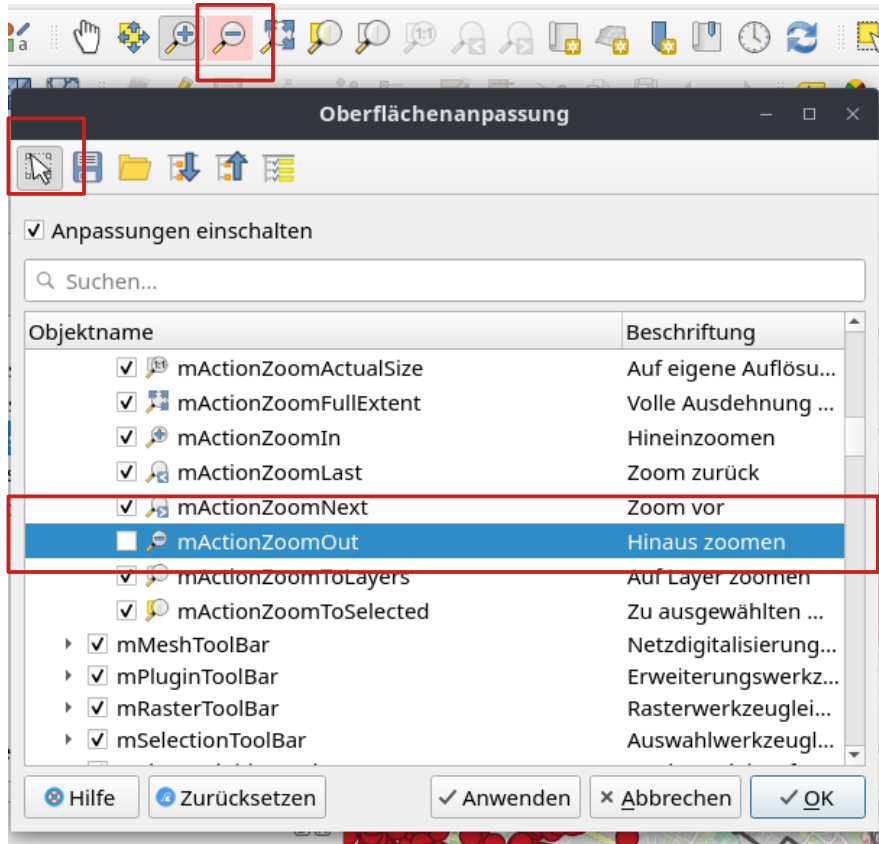 a
1:1
Oberflächenanpassung
Anpassungen einschalten
Suchen...
Objektname Beschriftung
mActionZoomActualSize Auf eigene Auflösu...
mActionZoomFullExtent Volle Ausdehnung ...
mActionZoomIn Hineinzoomen
mActionZoomLast Zoom zurück
mActionZoomNext Zoom vor
mActionZoomOut Hinaus zoomen
mActionZoomToLayers Auf Layer zoomen
mActionZoomToSelected Zu ausgewählten ...
mMeshToolBar Netzdigitalisierung...
mPluginToolBar Erweiterungswerkz...
mRasterToolBar Rasterwerkzeuglei...
mSelectionToolBar Auswahlwerkzeugl...
Hilfe Zurücksetzen Anwenden Abbrechen OK